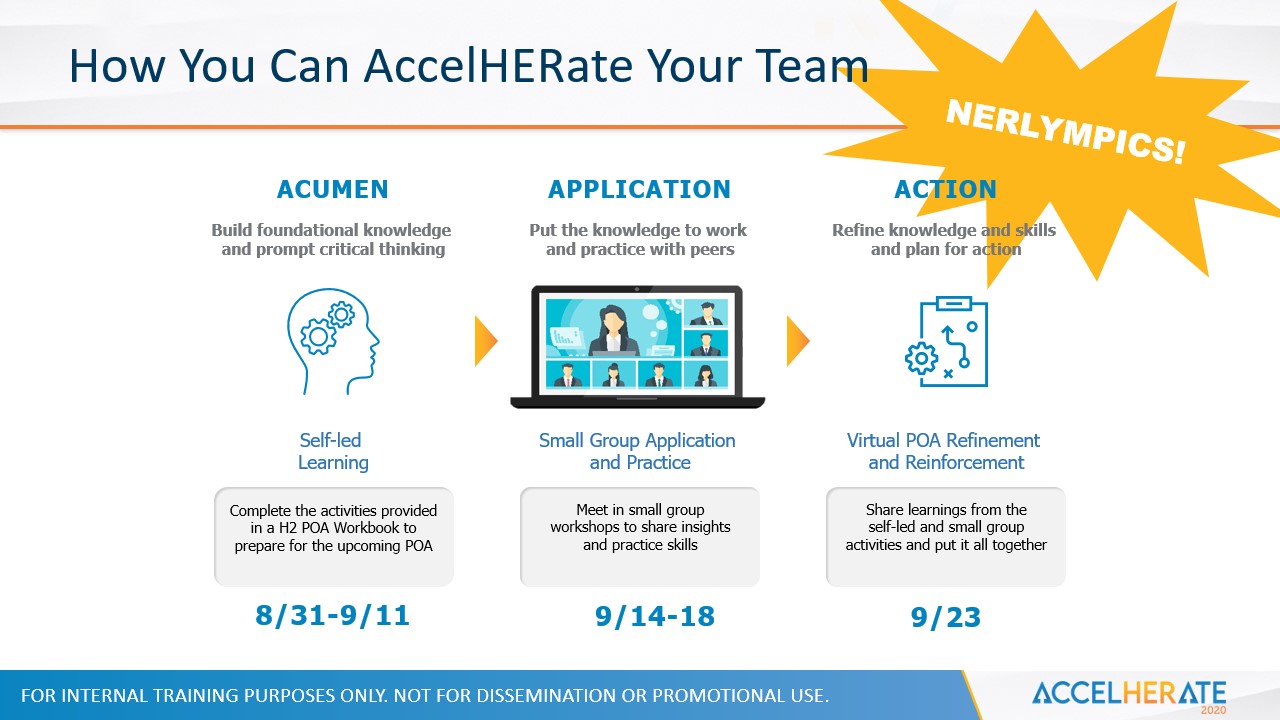 How You Can AccelHERate Your Team
NERLYMPICS!
ACUMEN
Build foundational knowledge
and prompt critical thinking
Self-led
Learning
Complete the activities provided
in a H2 POA Workbook to
prepare for the upcoming POA
8/31-9/11
APPLICATION
Put the knowledge to work
and practice with peers
Small Group Application
and Practice
Meet in small group
workshops to share insights
and practice skills
9/14-18
ACTION
Refine knowledge and skills
and plan for action
Virtual POA Refinement
and Reinforcement
Share learnings from the
self-led and small group
activities and put it all together
9/23
FOR INTERNAL TRAINING PURPOSES ONLY. NOT FOR DISSEMINATION OR PROMOTIONAL USE.
ACCELHERATE
2020